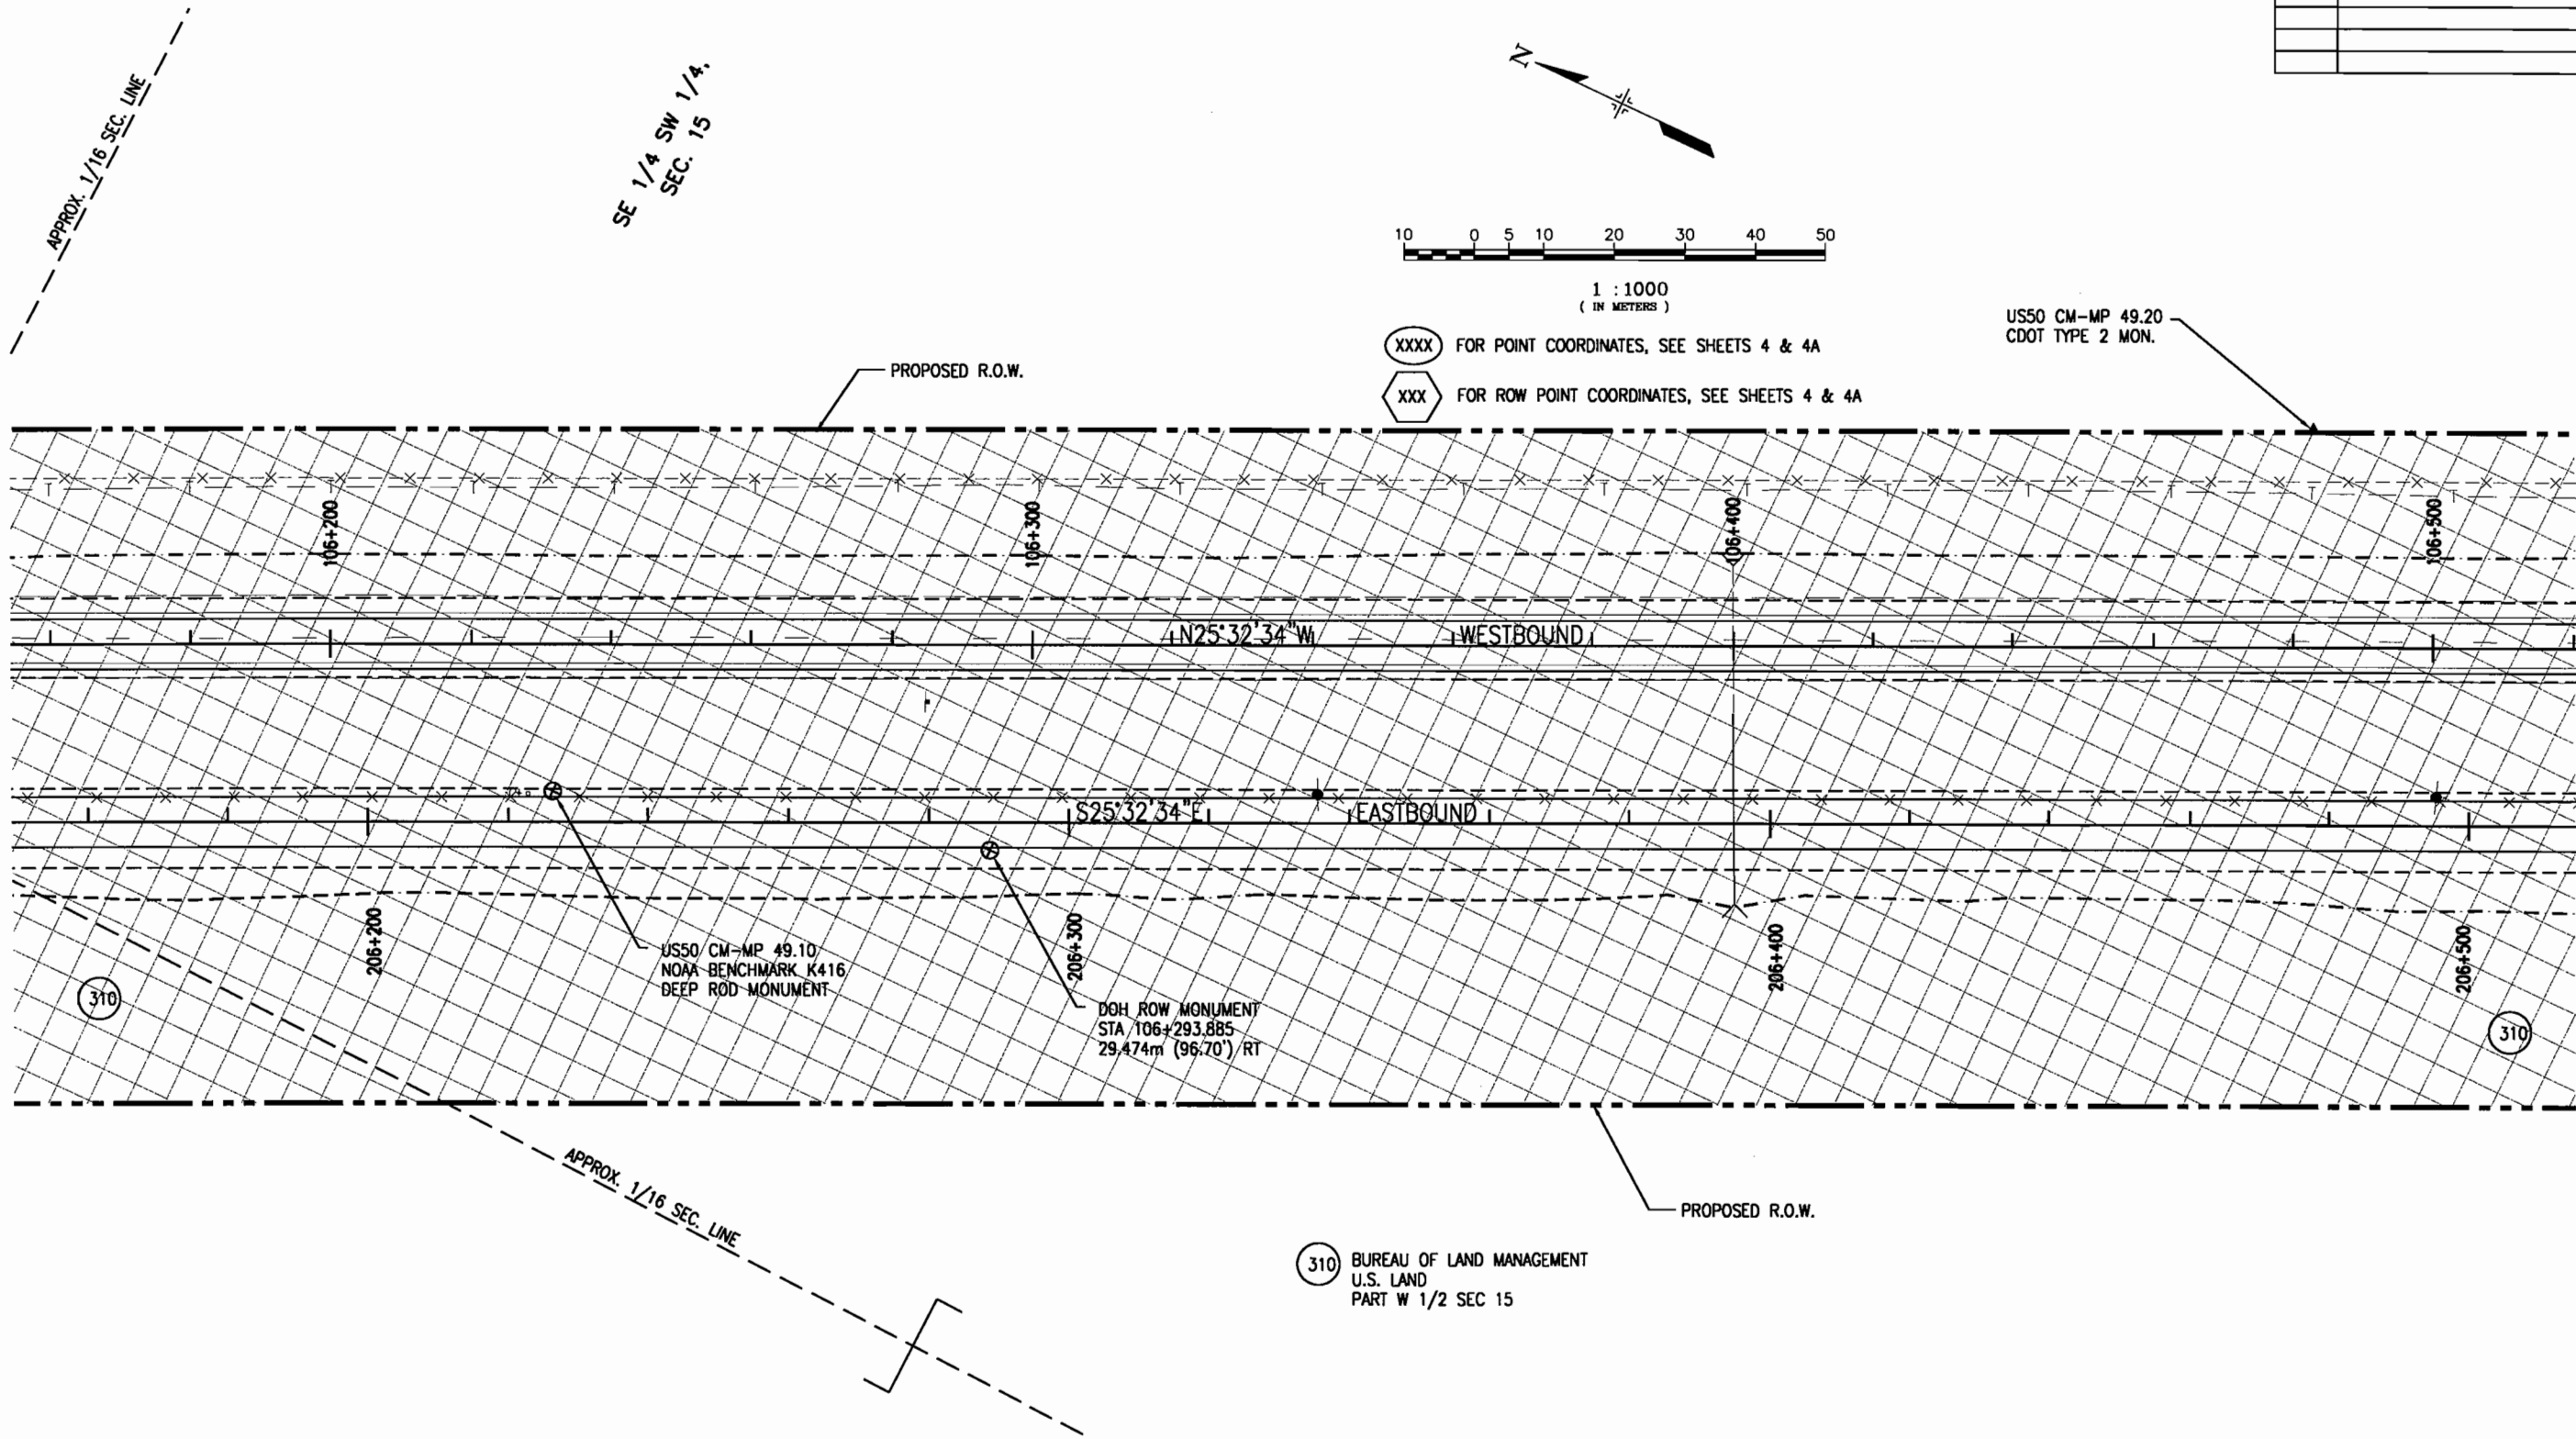 APPROX. 1/16 SEC. LINE
SE 1/4 SW 1/4,
SEC. 15
N
10 0 5 10 20 30 40 50
1 : 1000
( IN METERS )
XXXX FOR POINT COORDINATES, SEE SHEETS 4 & 4A
XXX FOR ROW POINT COORDINATES, SEE SHEETS 4 & 4A
US50 CM-MP 49.20
CDOT TYPE 2 MON.
PROPOSED R.O.W.
106+200
106+300
106+400
106+500
N25°32'34"W WESTBOUND
S25°32'34"E EASTBOUND
206+200
206+300
206+400
206+500
US50 CM-MP 49.10
NOAA BENCHMARK K416
DEEP ROD MONUMENT
DOH ROW MONUMENT
STA 106+293.885
29.474m (96.70') RT
310
310
APPROX. 1/16 SEC. LINE
PROPOSED R.O.W.
310 BUREAU OF LAND MANAGEMENT
U.S. LAND
PART W 1/2 SEC 15